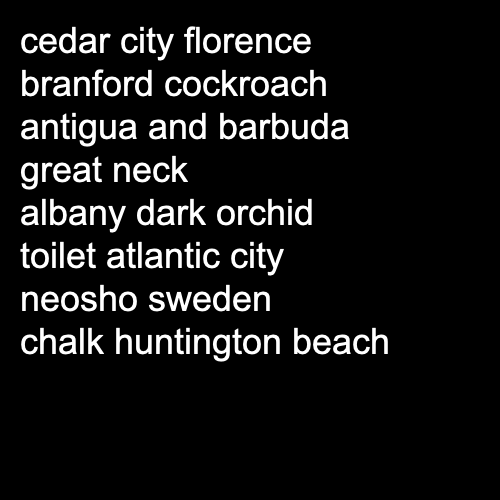 cedar city florence
branford cockroach
antigua and barbuda
great neck
albany dark orchid
toilet atlantic city
neosho sweden
chalk huntington beach